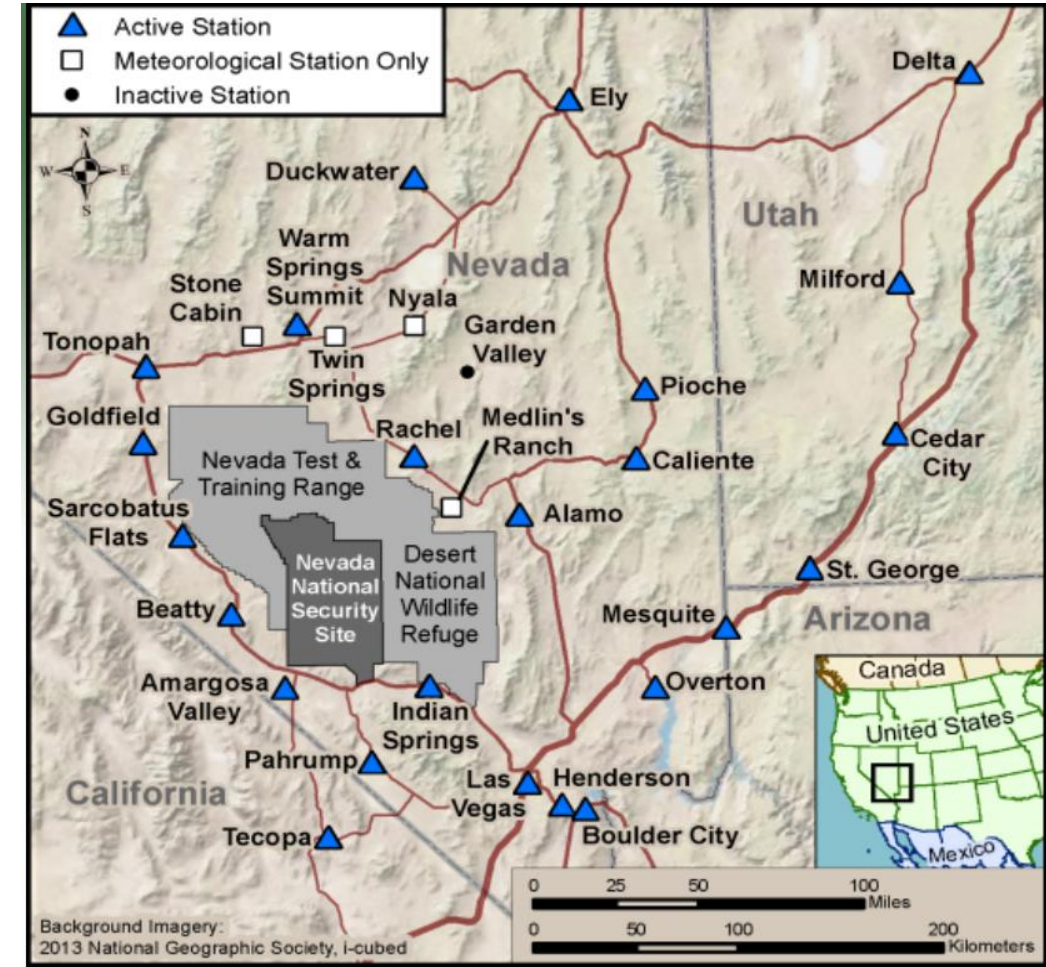 Active Station
Meteorological Station Only
Inactive Station
N
W
E
S
Delta
Ely
Duckwater
Utah
Warm
Springs
Summit
Nevada
Stone
Cabin
Nyala
Milford
Garden
Valley
Tonopah
Twin
Springs
Pioche
Goldfield
Rachel
Medlin's
Ranch
Cedar
City
Nevada Test &
Training Range
Caliente
Sarcobatus
Flats
Alamo
Desert
National
Wildlife
Refuge
Nevada
National
Security
Site
St. George
Beatty
Mesquite
Arizona
Amargosa
Valley
Indian
Springs
Overton
Canada
United States
Mexico
Pahrump
California
Las
Vegas
Henderson
Boulder City
Tecopa
0 25 50 100
Miles
0 50 100 200
Kilometers
Background Imagery:
2013 National Geographic Society, i-cubed